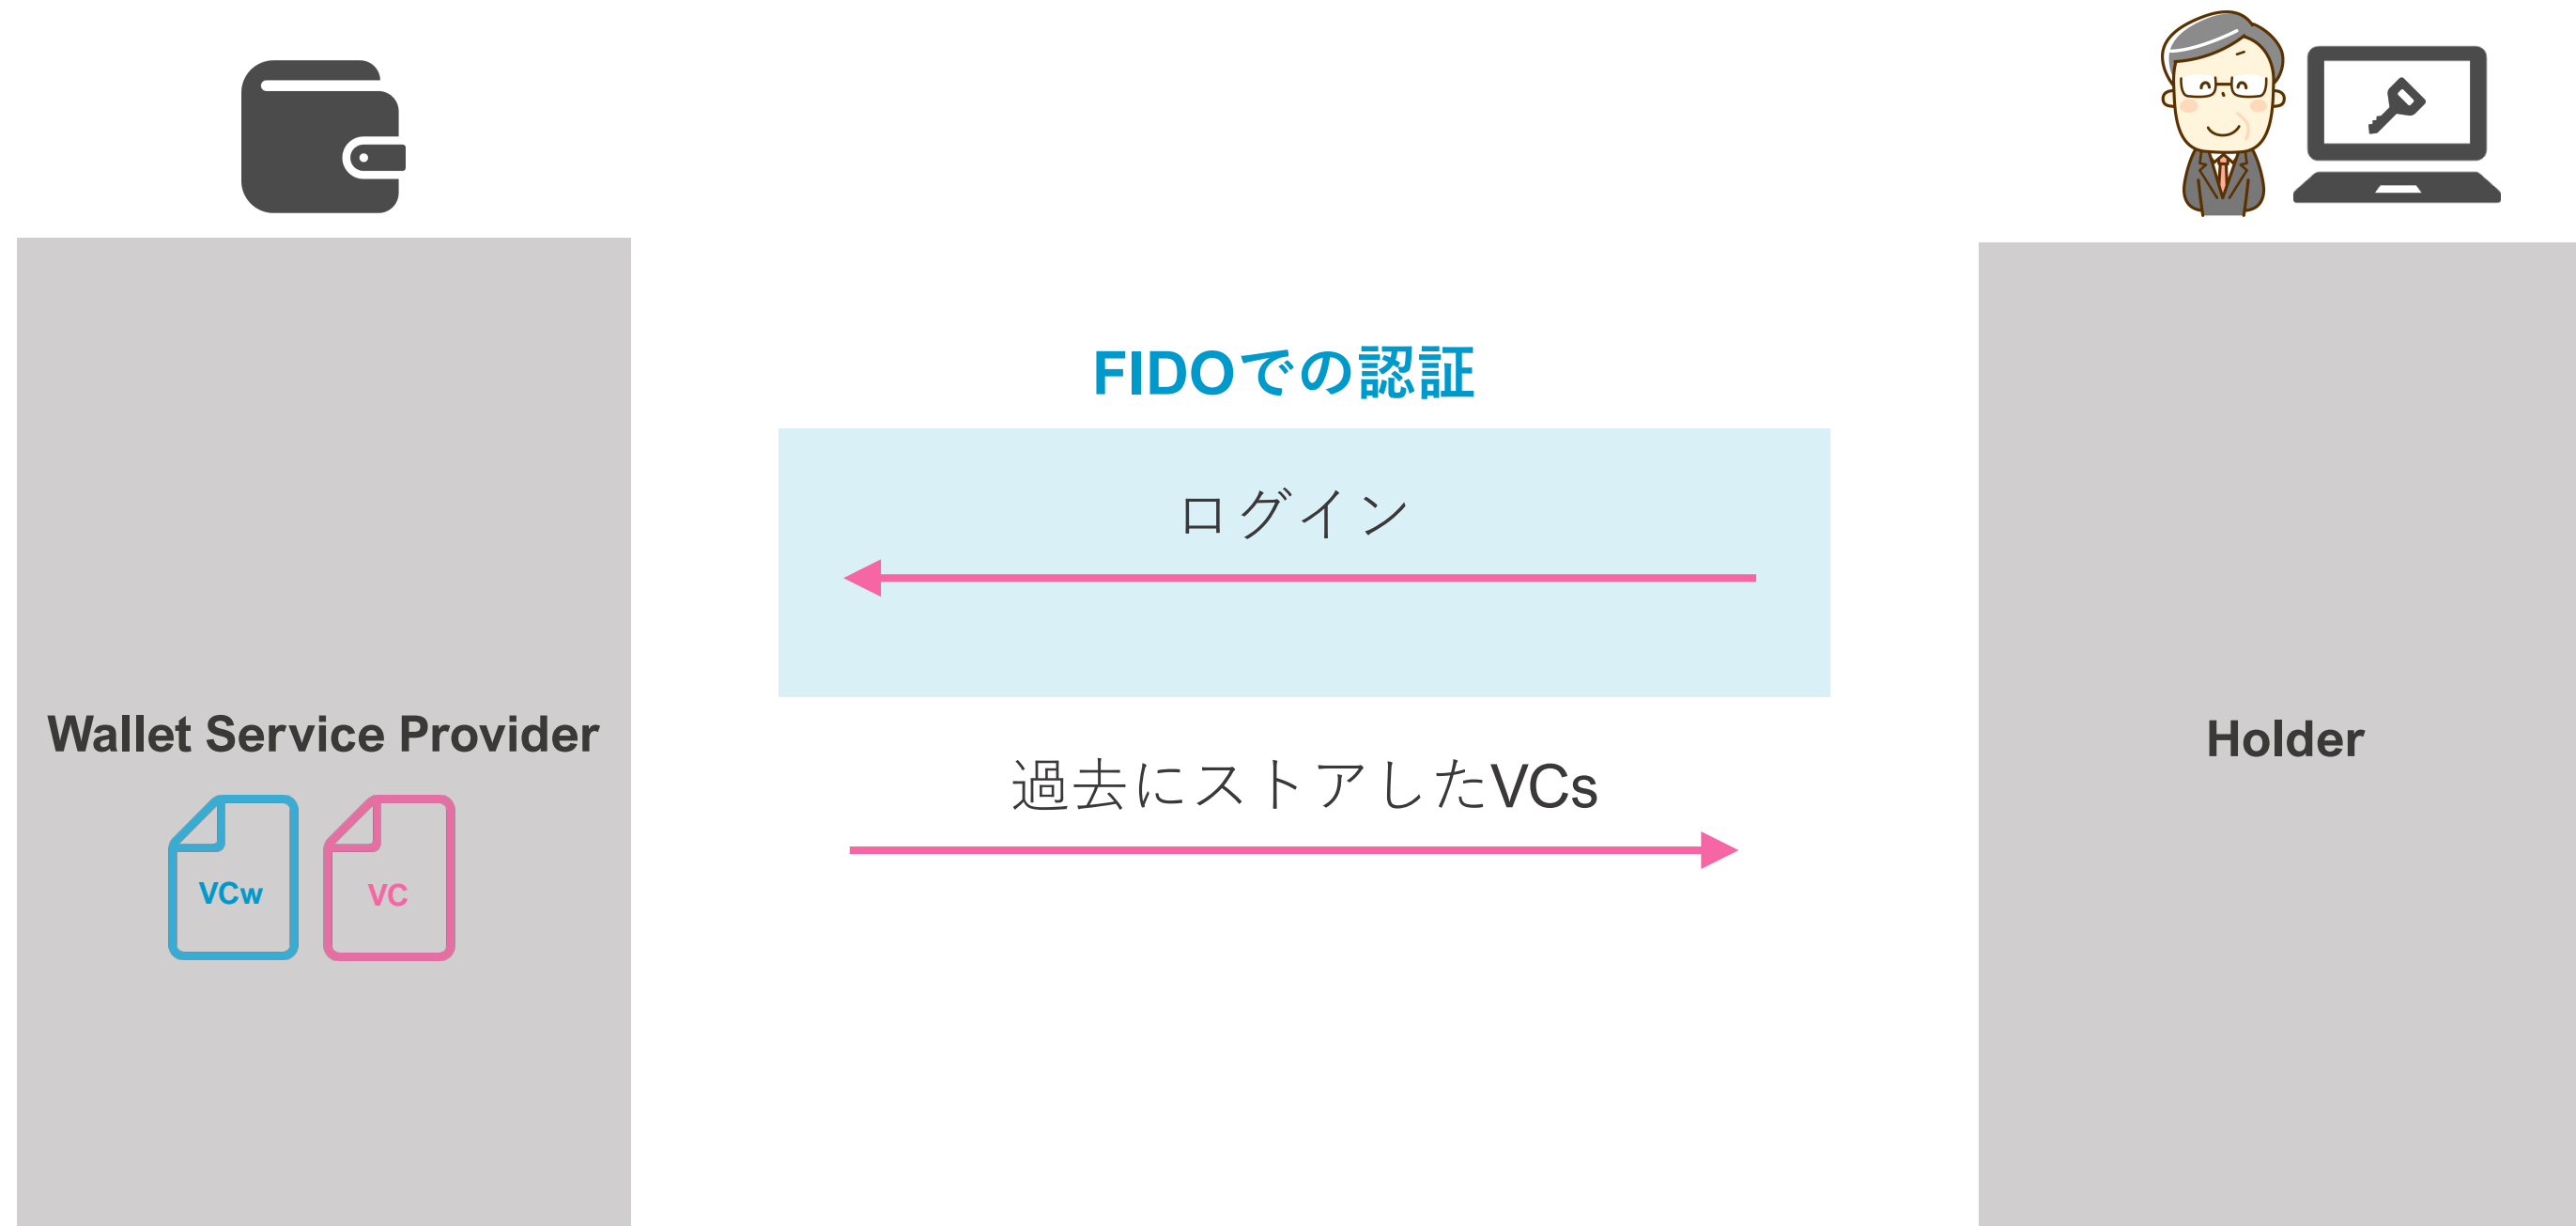 FIDOでの認証
ログイン
Wallet Service Provider
過去にストアしたVCs
Holder
VCw
VC